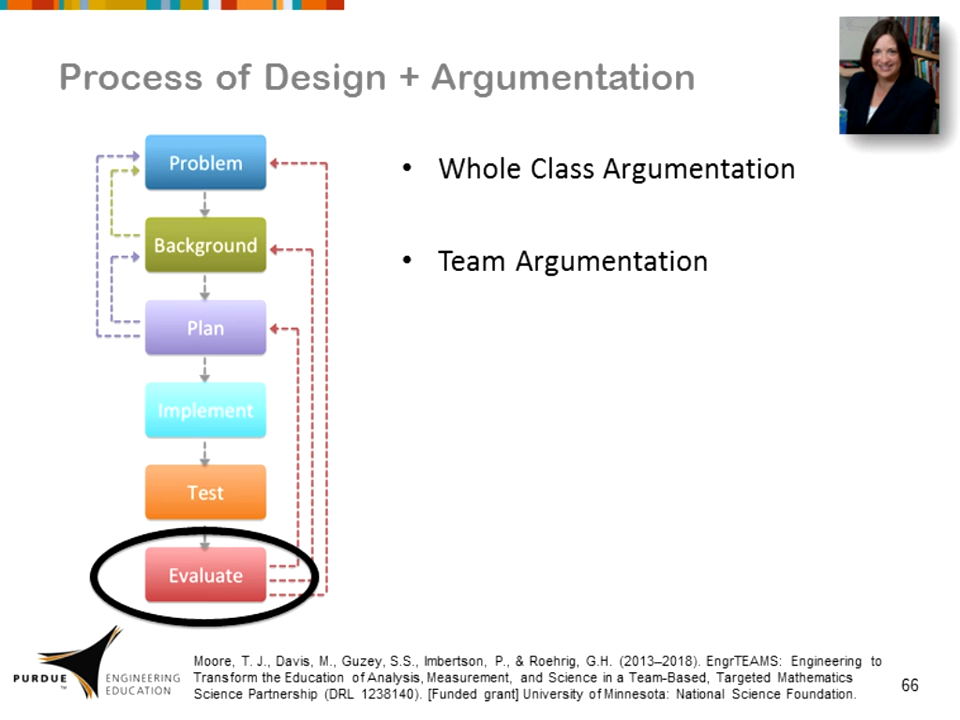 Process of Design + Argumentation
Problem
Background
Plan
Implement
Test
Evaluate
• Whole Class Argumentation
• Team Argumentation
PURDUE
™
ENGINEERING
EDUCATION
Moore, T. J., Davis, M., Guzey, S.S., Imbertson, P., & Roehrig, G.H. (2013–2018). EngrTEAMS: Engineering to
Transform the Education of Analysis, Measurement, and Science in a Team-Based, Targeted Mathematics
Science Partnership (DRL 1238140). [Funded grant] University of Minnesota: National Science Foundation.
66